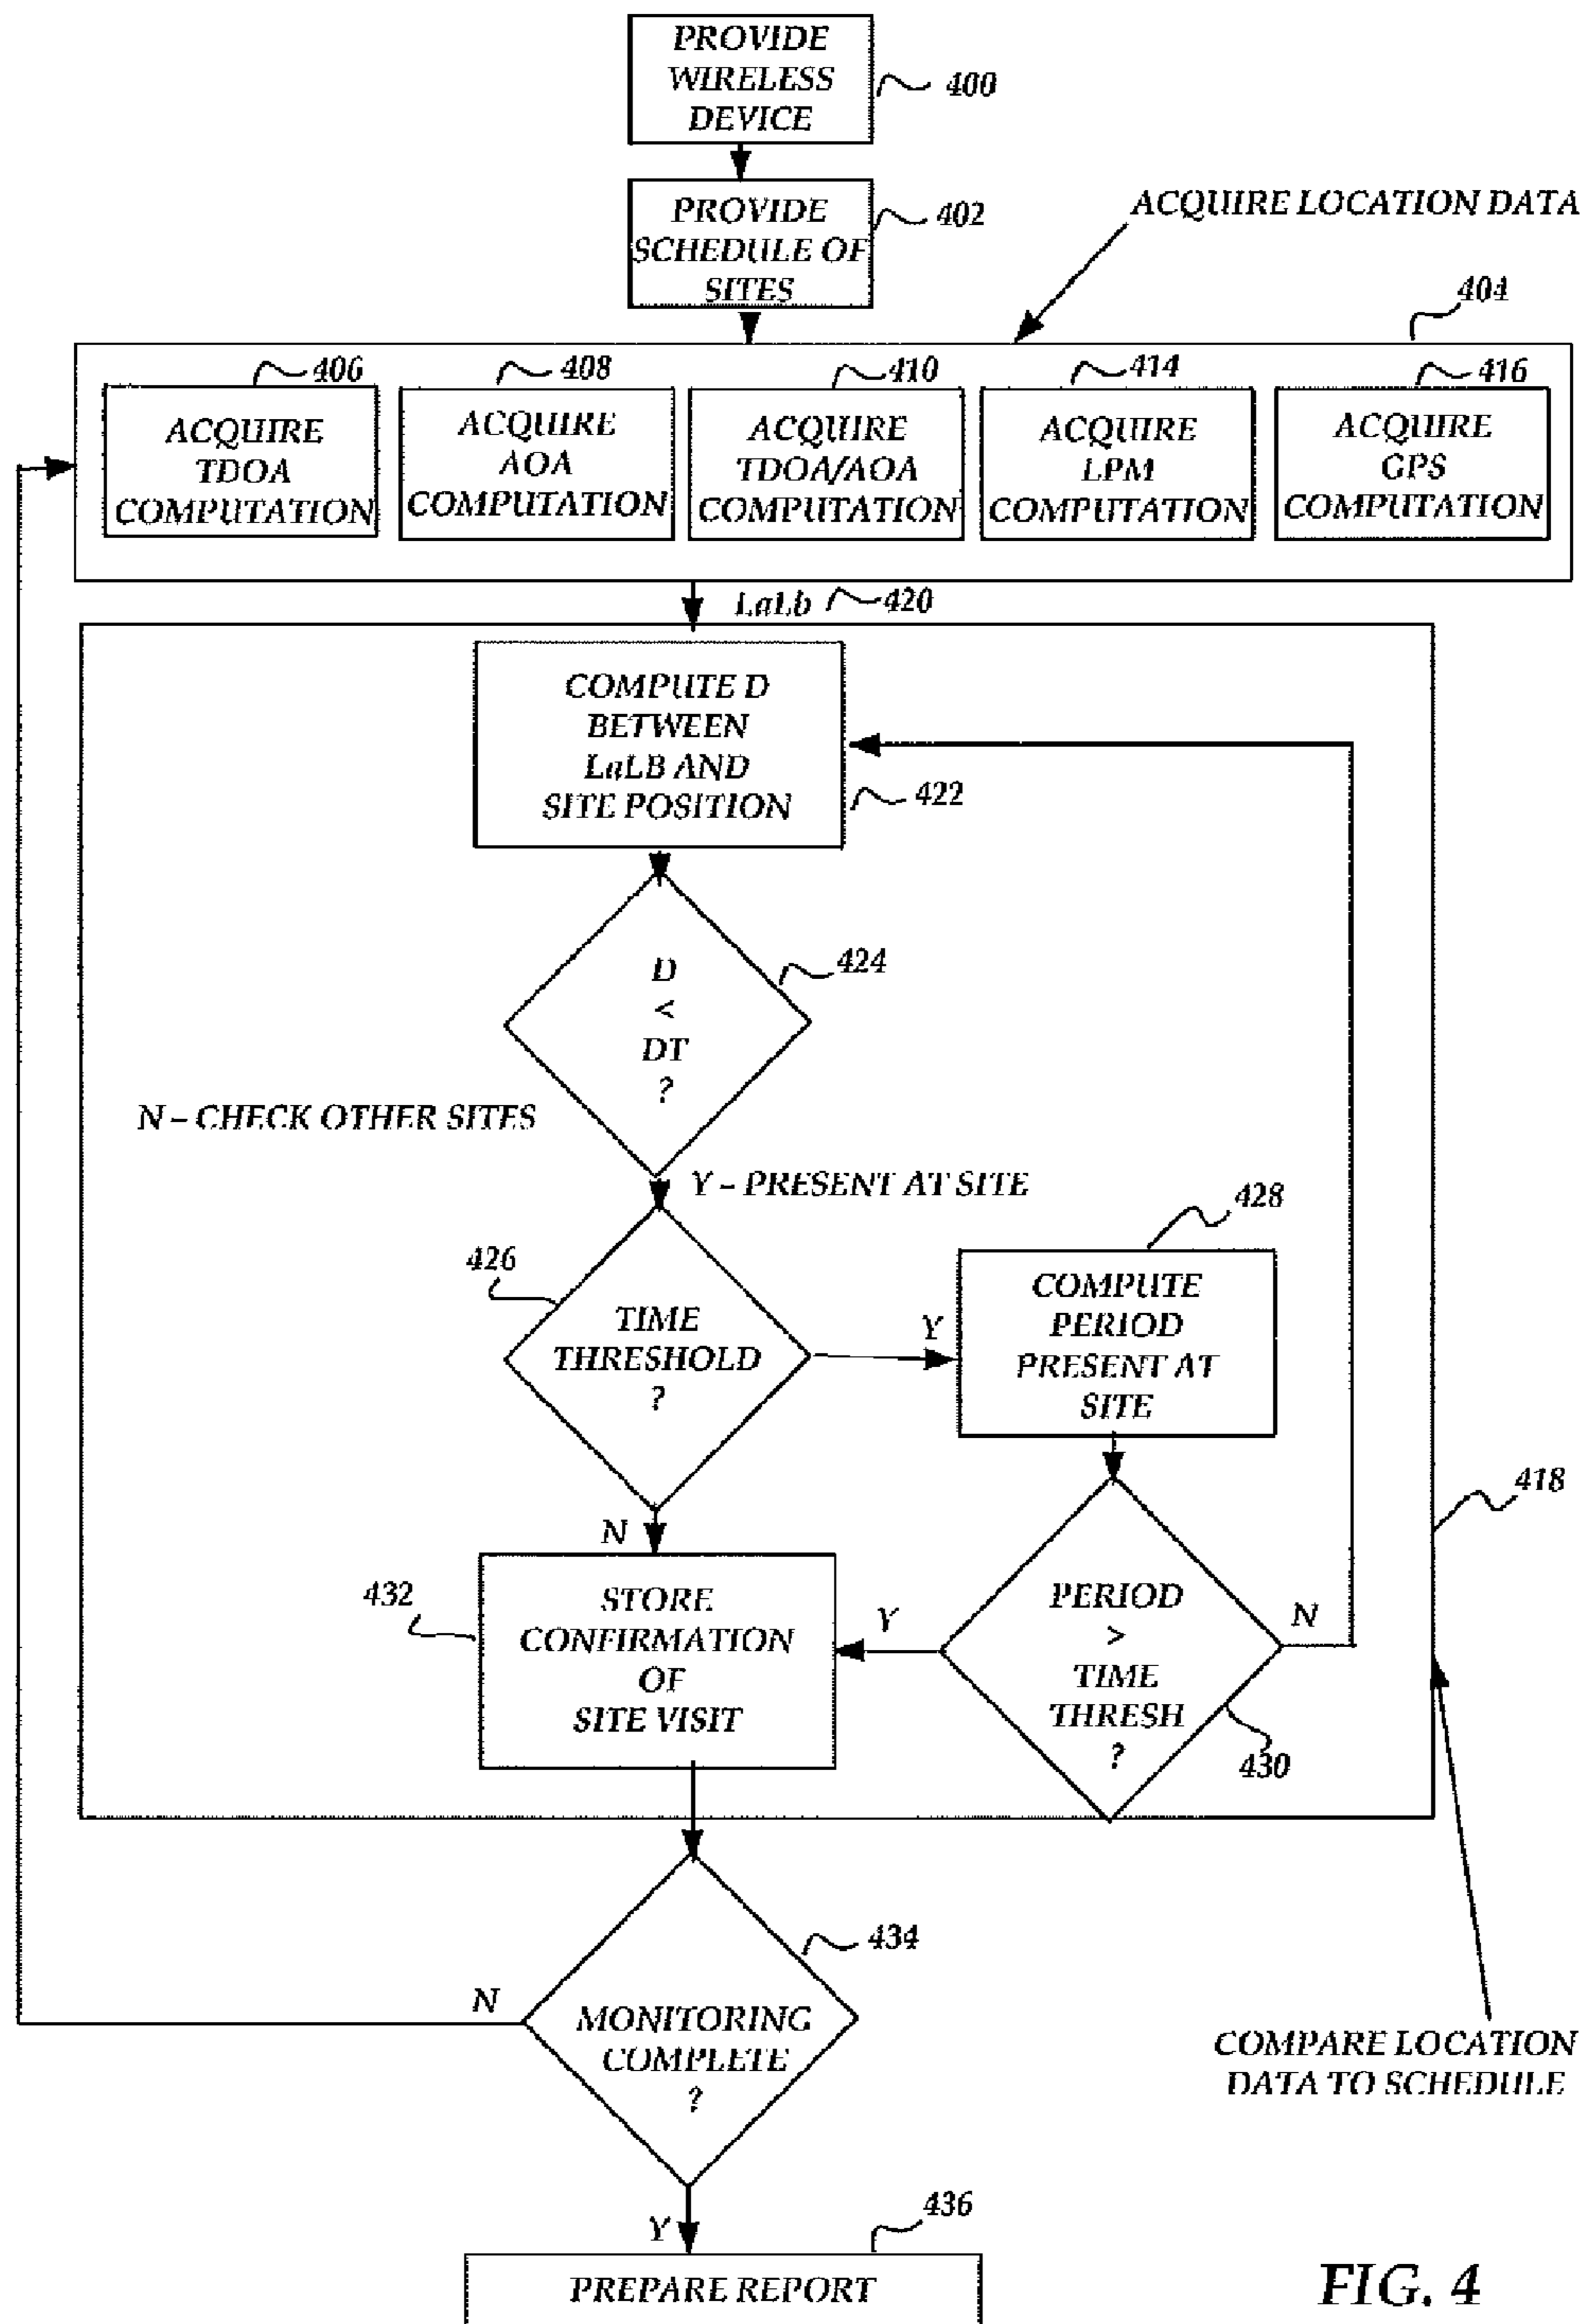 PROVIDE
WIRELESS
DEVICE
400
PROVIDE
SCHEDULE OF
SITES
402
ACQUIRE LOCATION DATA
404
406
408
410
414
416
ACQUIRE
TDOA
COMPUTATION
ACQUIRE
AOA
COMPUTATION
ACQUIRE
TDOA/AOA
COMPUTATION
ACQUIRE
LPM
COMPUTATION
ACQUIRE
GPS
COMPUTATION
LaLb
420
COMPUTE D
BETWEEN
LaLB AND
SITE POSITION
422
D
<
DT
?
424
N – CHECK OTHER SITES
Y – PRESENT AT SITE
426
TIME
THRESHOLD
?
Y
428
COMPUTE
PERIOD
PRESENT AT
SITE
N
418
432
STORE
CONFIRMATION
OF
SITE VISIT
Y
PERIOD
>
TIME
THRESH
?
N
430
434
N
MONITORING
COMPLETE
?
COMPARE LOCATION
DATA TO SCHEDULE
Y
436
PREPARE REPORT
FIG. 4